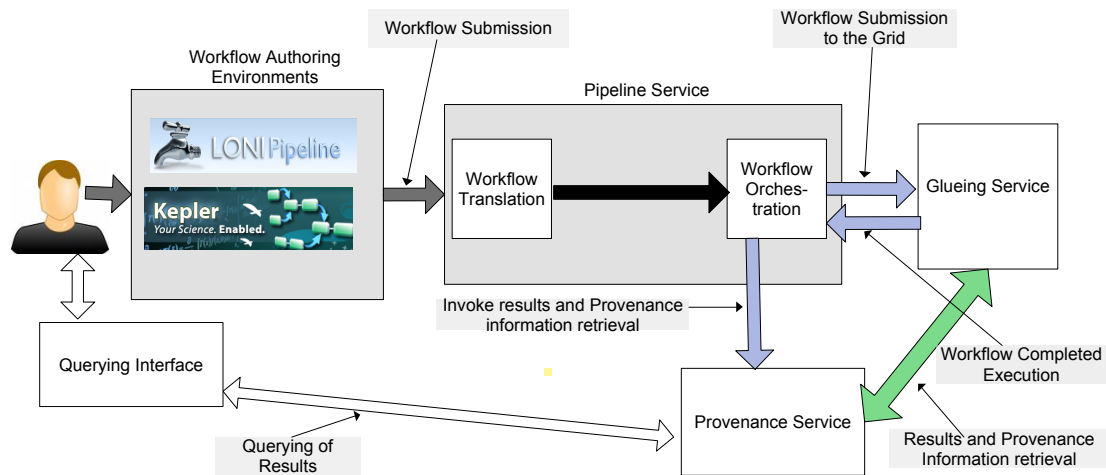 Workflow Submission
Workflow Submission
to the Grid
Workflow Authoring
Environments
Pipeline Service
LONI Pipeline
Kepler
Your Science. Enabled.
Workflow
Translation
Workflow
Orches-
tration
Glueing Service
Invoke results and Provenance
information retrieval
Querying Interface
Workflow Completed
Execution
Provenance Service
Querying of
Results
Results and Provenance
Information retrieval